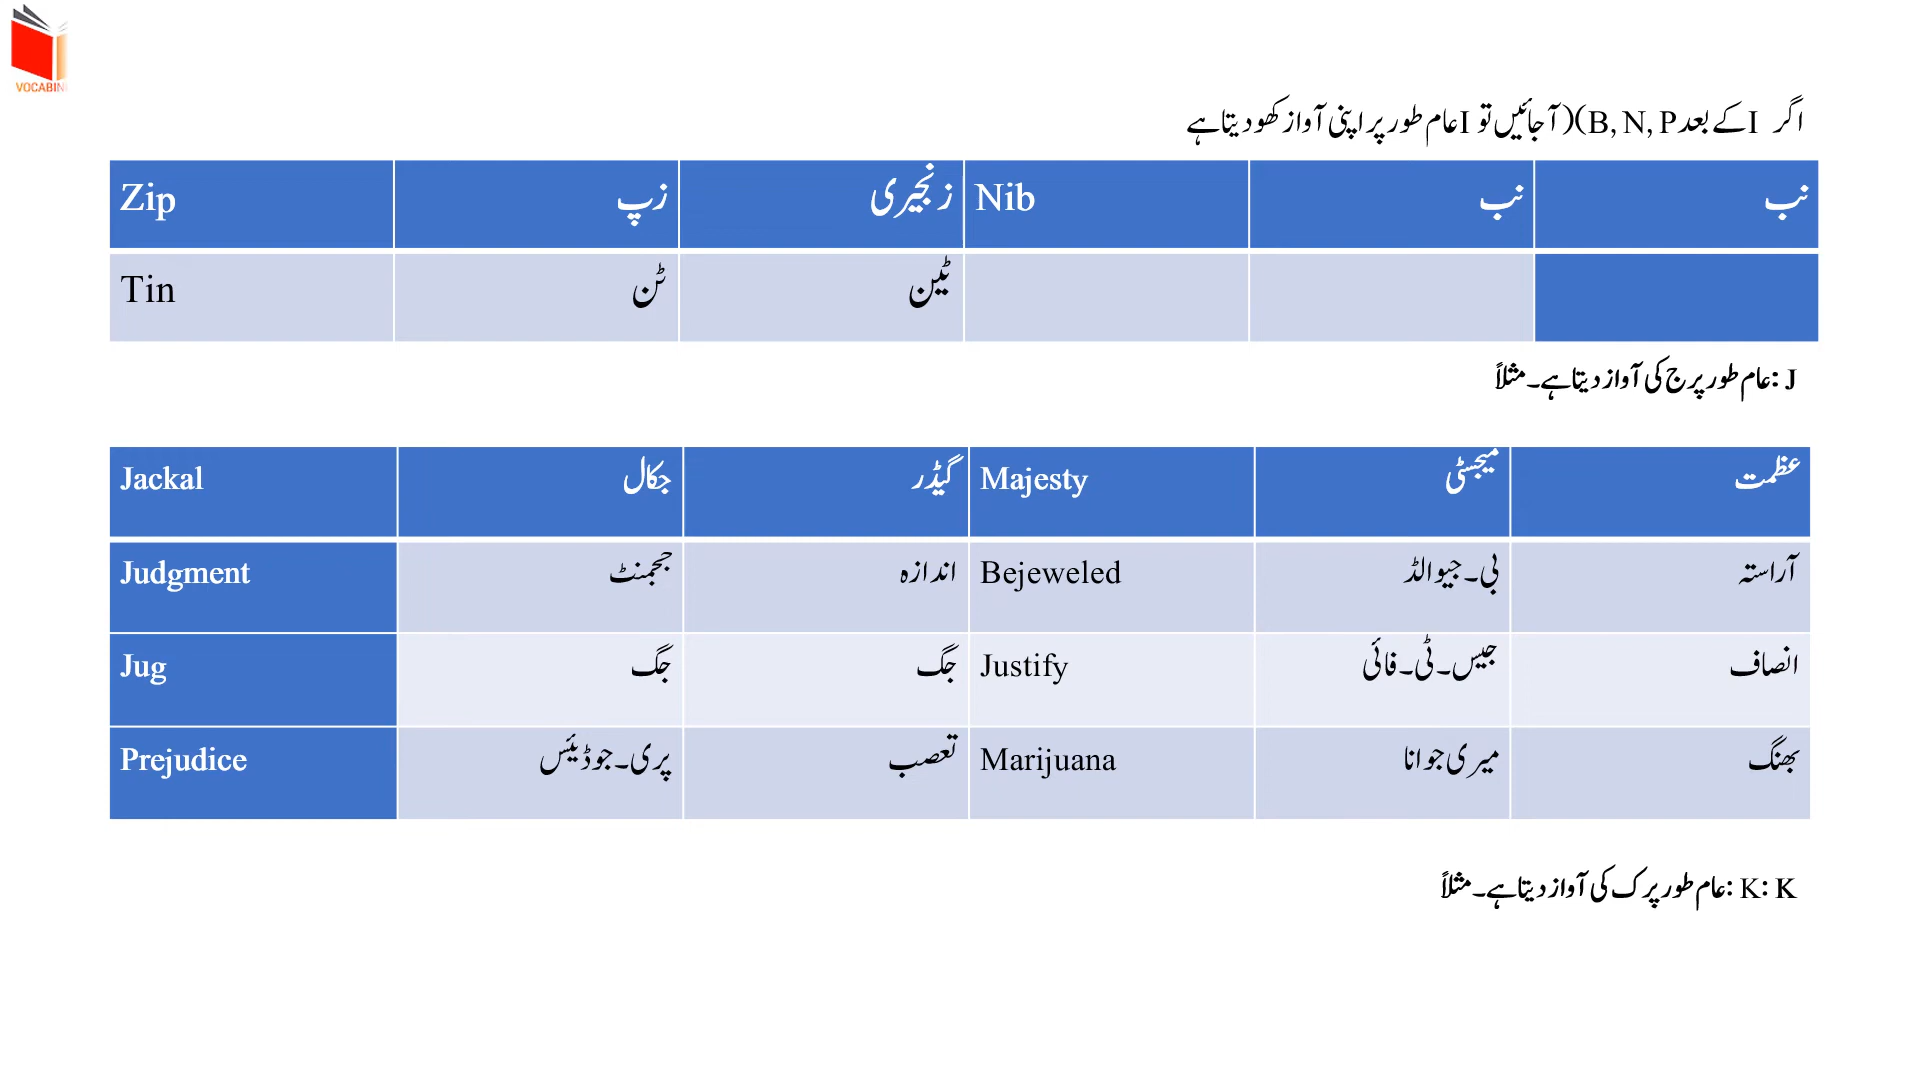 VOCABIN
اگر I کے بعد B, N, P)( آجائیں تو I عام طور پر اپنی آواز کھو دیتا ہے
Zip زپ زنجیری Nib نب نب
Tin ٹن ٹین
J :عام طور پر ج کی آواز دیتا ہے۔ مثلاً
Jackal جکال گیڈر Majesty میجسٹی عظمت
Judgment ججمنٹ اندازہ Bejeweled بی۔جیوالڈ آراستہ
Jug جگ جگ Justify جیس۔ٹی۔فائی انصاف
Prejudice پری۔جوڈیئس تعصب Marijuana میری جوانا بھنگ
K :K: عام طور پر ک کی آواز دیتا ہے۔ مثلاً